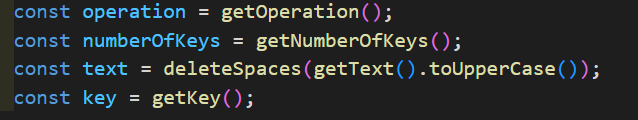 const operation = getOperation();
const numberOfKeys = getNumberOfKeys();
const text = deleteSpaces(getText().toUpperCase());
const key = getKey();